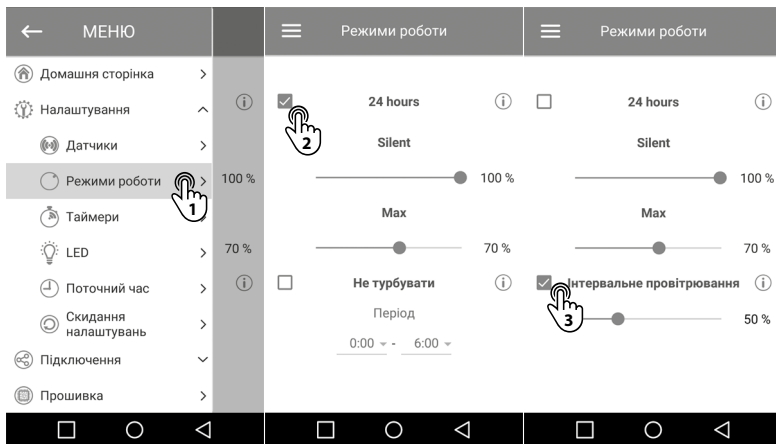 МЕНЮ
Домашня сторінка
Налаштування
Датчики
Режими роботи
100 %
1
Таймери
LED
70 %
Поточний час
Скидання
налаштувань
Підключення
Прошивка
Режими роботи
24 hours
2
Silent
100 %
Max
70 %
Не турбувати
Період
0:00 - 6:00
Режими роботи
24 hours
Silent
100 %
Max
70 %
Інтервальне провітрювання
3
50 %